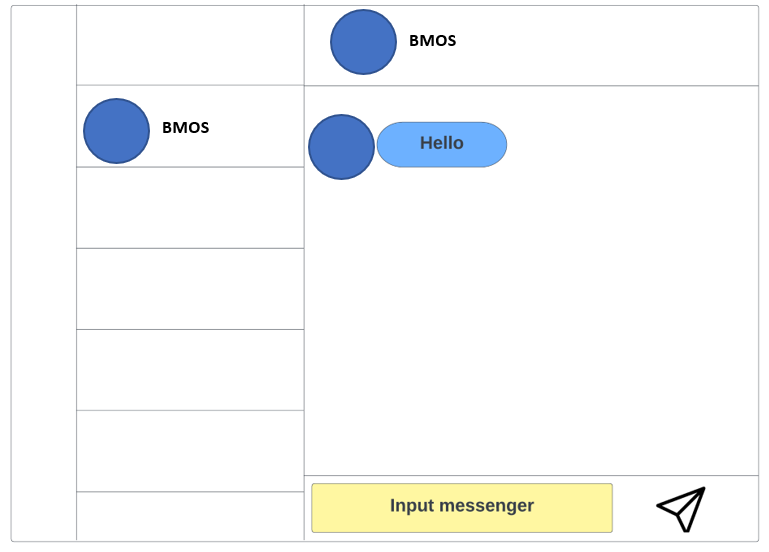 BMOS
BMOS
Hello
Input messenger